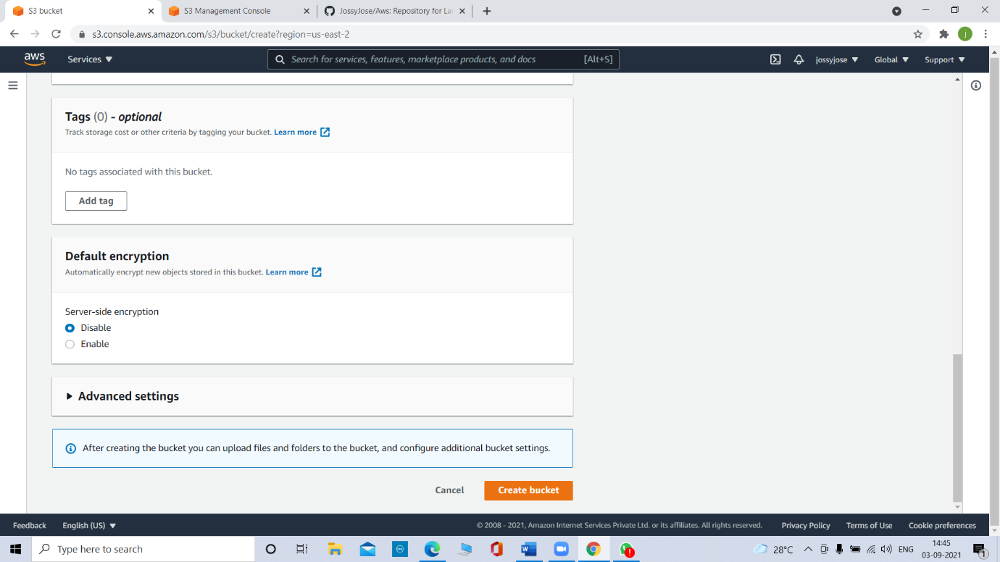 S3 bucket
S3 Management Console
JossyJose/Aws: Repository for La
s3.console.aws.amazon.com/s3/bucket/create?region=us-east-2
j
aws
Services
Search for services, features, marketplace products, and docs [Alt+S]
jossyjose
Global
Support
Tags (0) - optional
Track storage cost or other criteria by tagging your bucket. Learn more
No tags associated with this bucket.
Add tag
Default encryption
Automatically encrypt new objects stored in this bucket. Learn more
Server-side encryption
Disable
Enable
Advanced settings
After creating the bucket you can upload files and folders to the bucket, and configure additional bucket settings.
Cancel
Create bucket
Feedback
English (US)
© 2008 - 2021, Amazon Internet Services Private Ltd. or its affiliates. All rights reserved.
Privacy Policy
Terms of Use
Cookie preferences
Type here to search
28°C
ENG
14:45
03-09-2021
1